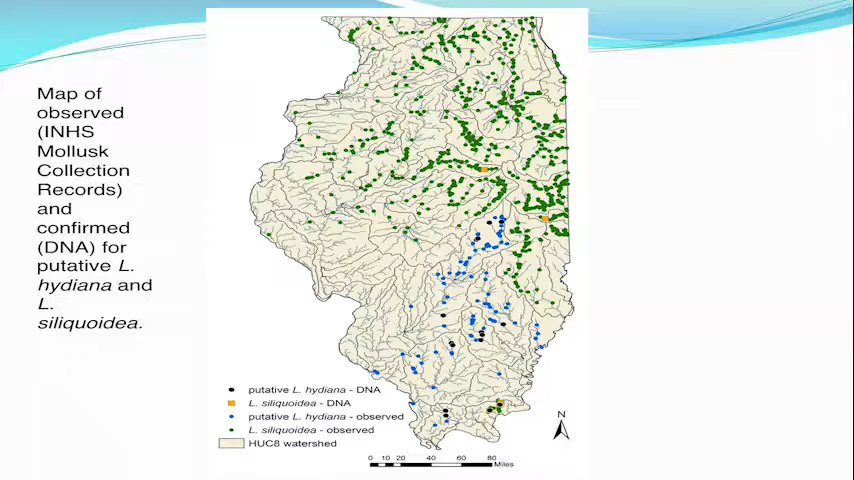 Map of
observed
(INHS
Mollusk
Collection
Records)
and
confirmed
(DNA) for
putative L.
hydiana and
L.
siliquoidea.
putative L. hydiana - DNA
L. siliquoidea - DNA
putative L. hydiana - observed
L. siliquoidea - observed
HUC8 watershed
N
0 10 20 40 60 80
Miles